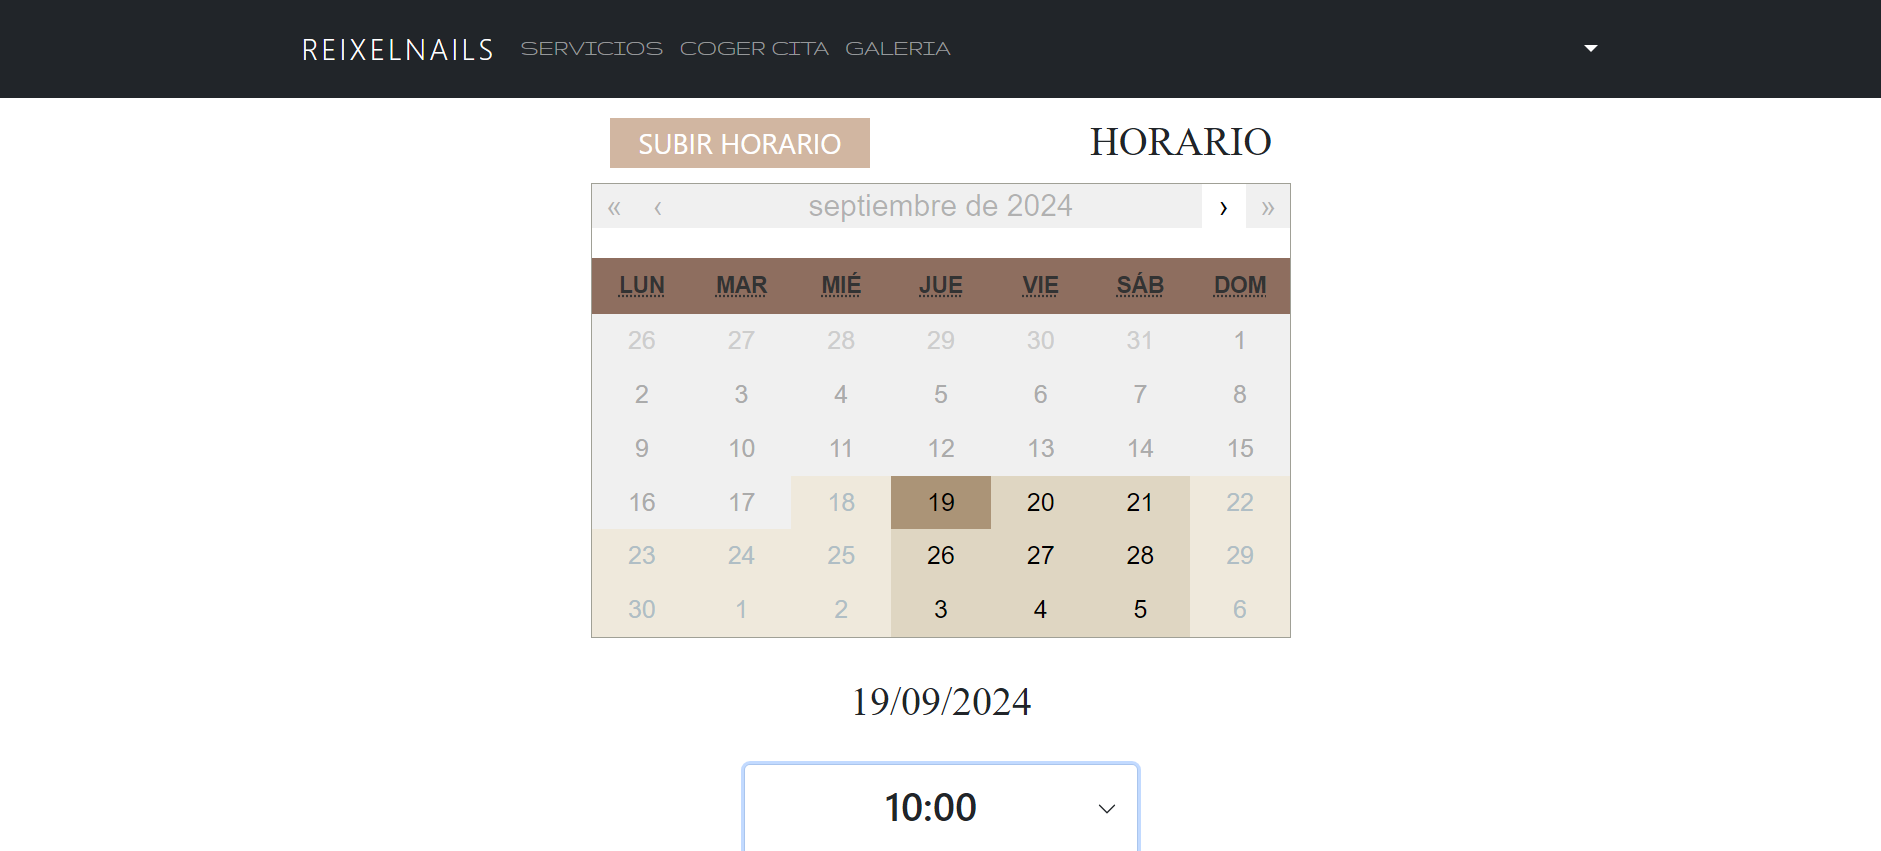 REIXELNAILS SERVICIOS COGER CITA GALERIA
SUBIR HORARIO HORARIO
« ‹ septiembre de 2024 › »
LUN MAR MIÉ JUE VIE SÁB DOM
26 27 28 29 30 31 1
2 3 4 5 6 7 8
9 10 11 12 13 14 15
16 17 18 19 20 21 22
23 24 25 26 27 28 29
30 1 2 3 4 5 6
19/09/2024
10:00